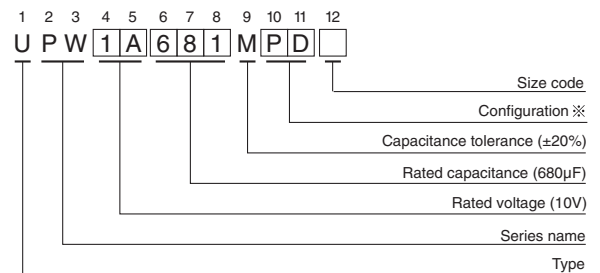 1 2 3 4 5 6 7 8 9 10 11 12
U P W 1 A 6 8 1 M P D
Size code
Configuration ※
Capacitance tolerance (±20%)
Rated capacitance (680µF)
Rated voltage (10V)
Series name
Type